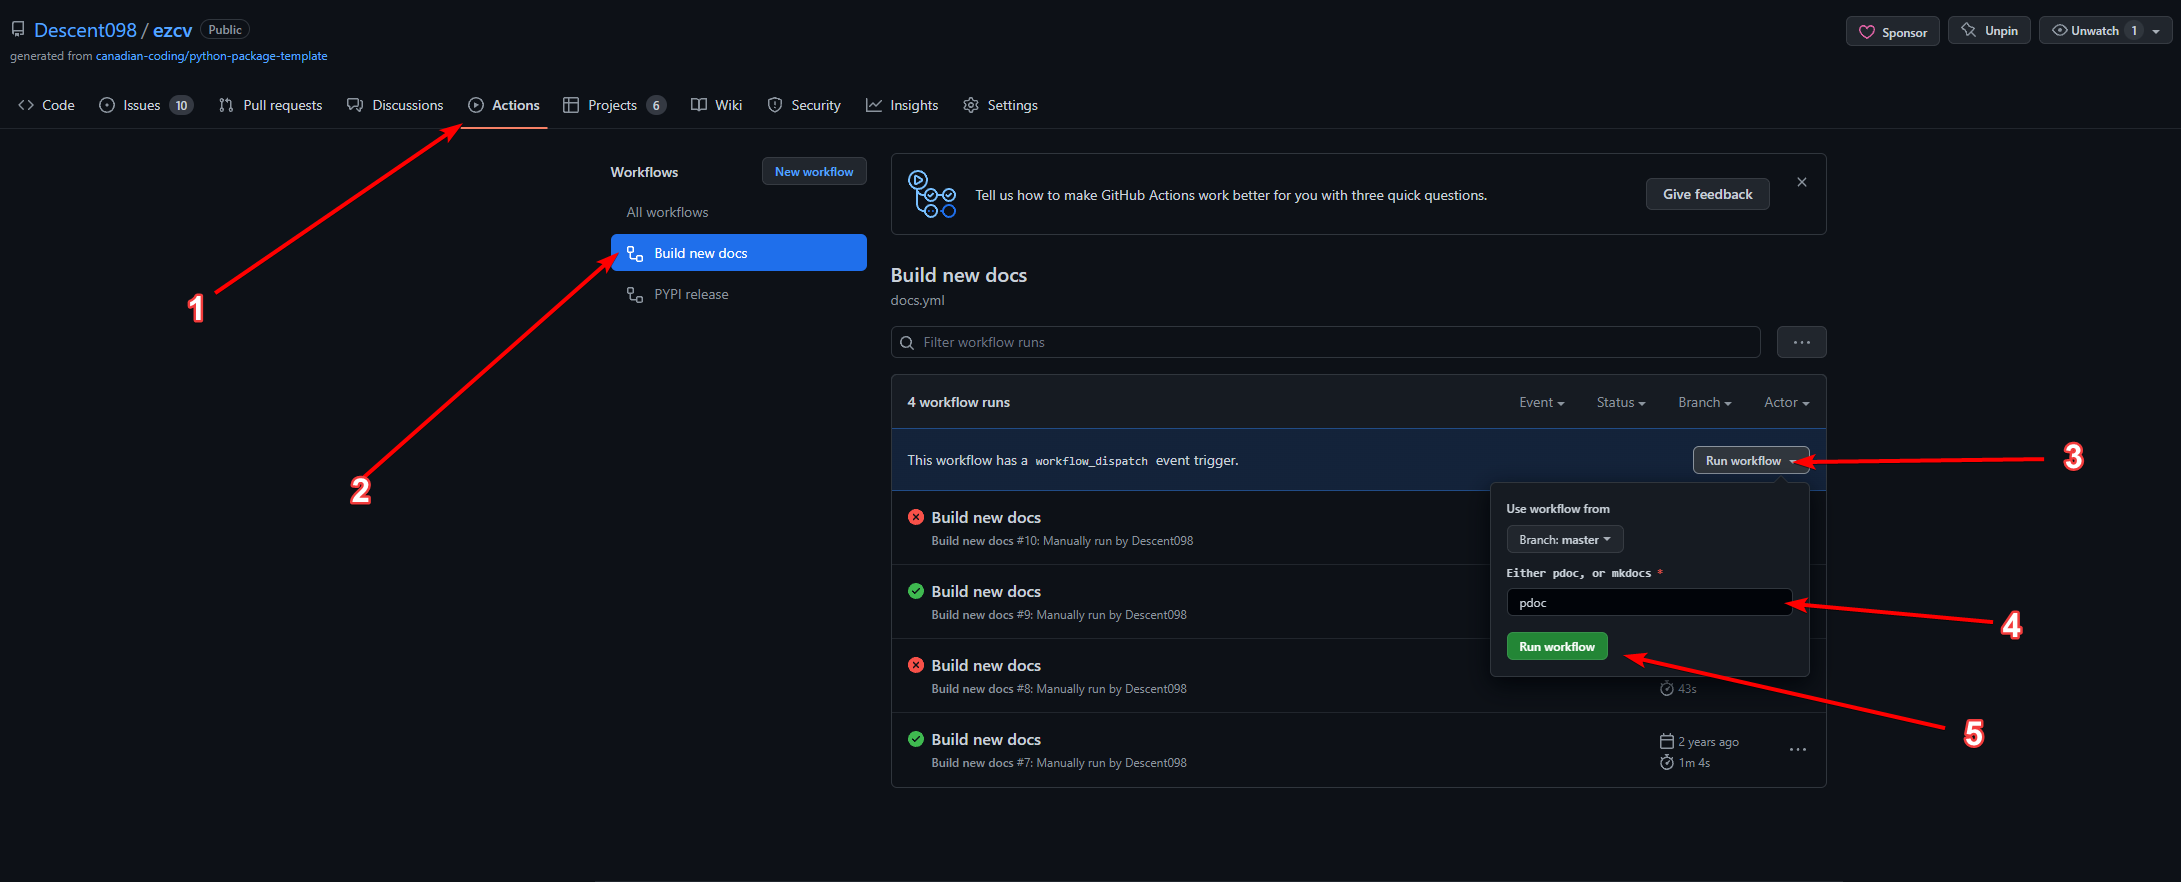 Descent098 / ezcv Public
generated from canadian-coding/python-package-template
Sponsor Unpin Unwatch 1
Code Issues 10 Pull requests Discussions Actions Projects 6 Wiki Security Insights Settings
Workflows New workflow
All workflows
Build new docs
PYPI release
1
2
Tell us how to make GitHub Actions work better for you with three quick questions. Give feedback
Build new docs
docs.yml
Filter workflow runs
4 workflow runs Event Status Branch Actor
This workflow has a workflow_dispatch event trigger. Run workflow
3
Use workflow from
Branch: master
Either pdoc, or mkdocs *
pdoc
4
Run workflow
5
Build new docs
Build new docs #10: Manually run by Descent098
Build new docs
Build new docs #9: Manually run by Descent098
Build new docs
Build new docs #8: Manually run by Descent098
43s
Build new docs
2 years ago
Build new docs #7: Manually run by Descent098
1m 4s